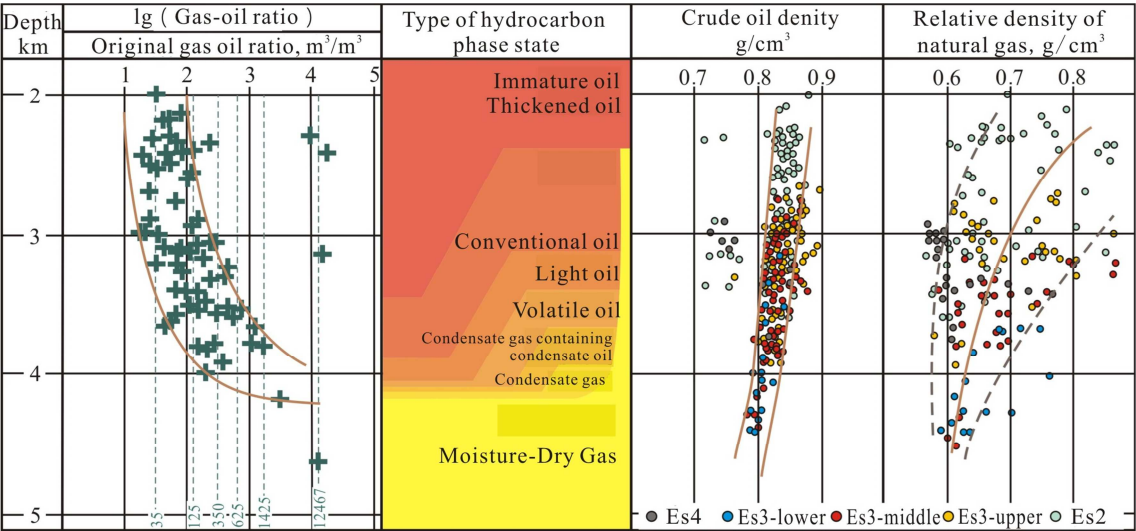 Depth
km
lg ( Gas-oil ratio)
Original gas oil ratio, m³/m³
Type of hydrocarbon
phase state
Crude oil denity
g/cm³
Relative density of
natural gas, g/cm³
1 2 3 4 5
0.7 0.8 0.9
0.6 0.7 0.8
2
3
4
5
35
125
350
625
1425
12467
Immature oil
Thickened oil
Conventional oil
Light oil
Volatile oil
Condensate gas containing
condensate oil
Condensate gas
Moisture-Dry Gas
Es4 Es3-lower Es3-middle Es3-upper Es2